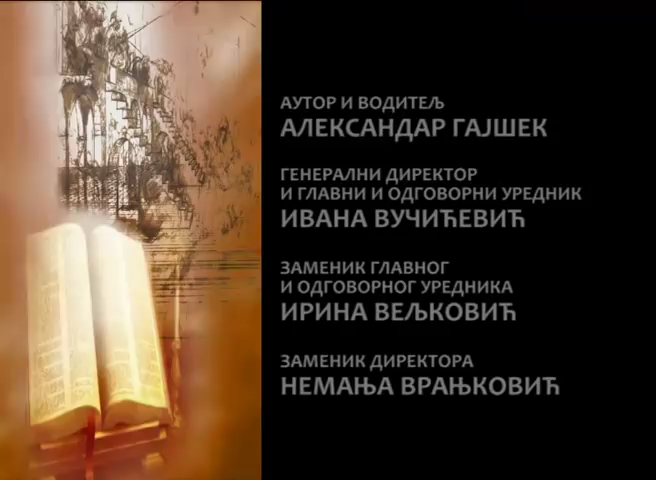 АУТОР И ВОДИТЕЉ
АЛЕКСАНДАР ГАЈШЕК
ГЕНЕРАЛНИ ДИРЕКТОР
И ГЛАВНИ И ОДГОВОРНИ УРЕДНИК
ИВАНА ВУЧИЋЕВИЋ
ЗАМЕНИК ГЛАВНОГ
И ОДГОВОРНОГ УРЕДНИКА
ИРИНА ВЕЉКОВИЋ
ЗАМЕНИК ДИРЕКТОРА
НЕМАЊА ВРАЊКОВИЋ